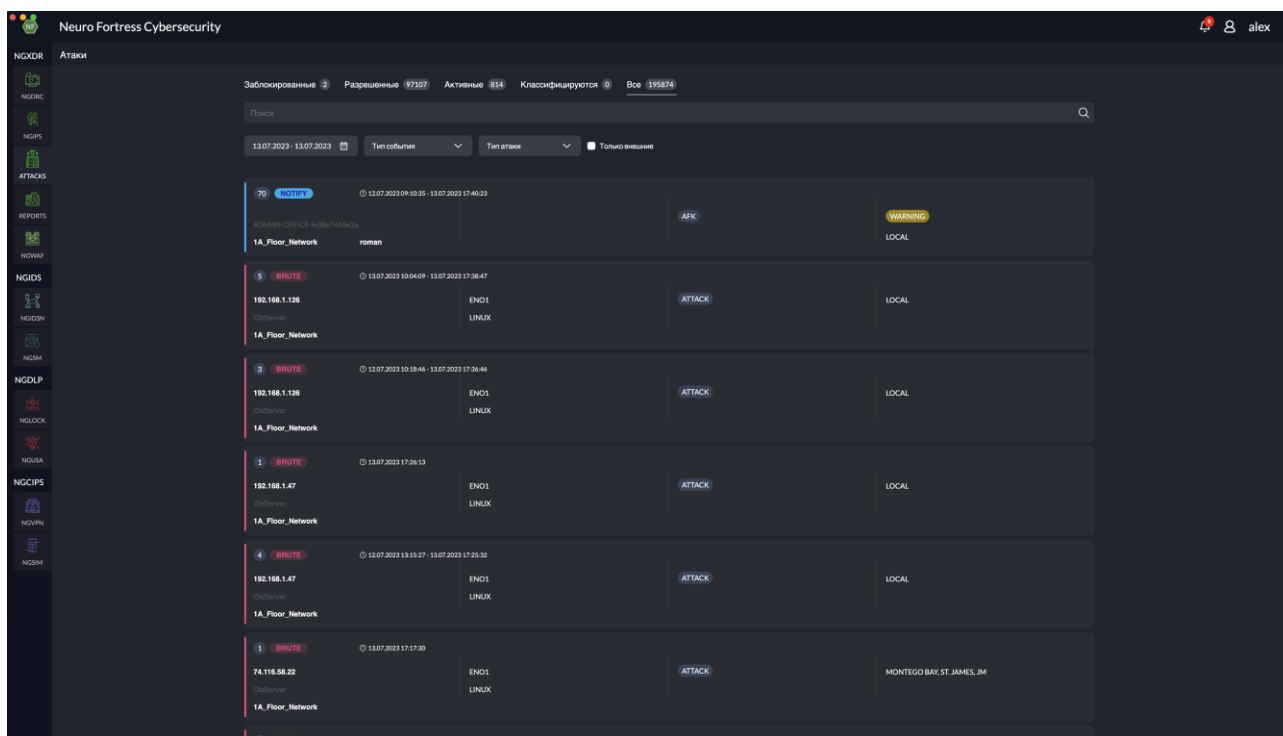 NF Neuro Fortress Cybersecurity alex
NGXDR Атаки
NGDRC
NGIPS
ATTACKS
REPORTS
NGWAF
NGIDS
NGIDSN
NGSM
NGDLP
NGLOCK
NGUSA
NGCIPS
NGVPN
NGSIM
Заблокированные 2 Разрешенные 97107 Активные 814 Классифицируются 0 Все 195874
Поиск
13.07.2023 - 13.07.2023 Тип события Тип атаки Только внешние
70 NOTIFY 12.07.2023 09:10:35 - 13.07.2023 17:40:23
AFK WARNING
1A_Floor_Network roman LOCAL
5 BRUTE 13.07.2023 10:04:09 - 13.07.2023 17:38:47
192.168.1.126 ENO1 ATTACK LOCAL
OldServer LINUX
1A_Floor_Network
3 BRUTE 12.07.2023 10:18:46 - 13.07.2023 17:36:46
192.168.1.126 ENO1 ATTACK LOCAL
OldServer LINUX
1A_Floor_Network
1 BRUTE 13.07.2023 17:26:13
192.168.1.47 ENO1 ATTACK LOCAL
OldServer LINUX
1A_Floor_Network
4 BRUTE 12.07.2023 13:15:27 - 13.07.2023 17:25:32
192.168.1.47 ENO1 ATTACK LOCAL
OldServer LINUX
1A_Floor_Network
1 BRUTE 13.07.2023 17:17:30
74.116.58.22 ENO1 ATTACK MONTEGO BAY, ST. JAMES, JM
OldServer LINUX
1A_Floor_Network